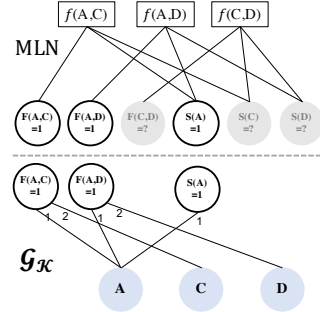 f(A,C) f(A,D) f(C,D)
MLN
F(A,C) =1 F(A,D) =1 F(C,D) =? S(A) =1 S(C) =? S(D) =?
F(A,C) =1 F(A,D) =1 S(A) =1
1 2 1 2 1
𝓖𝒦
A C D